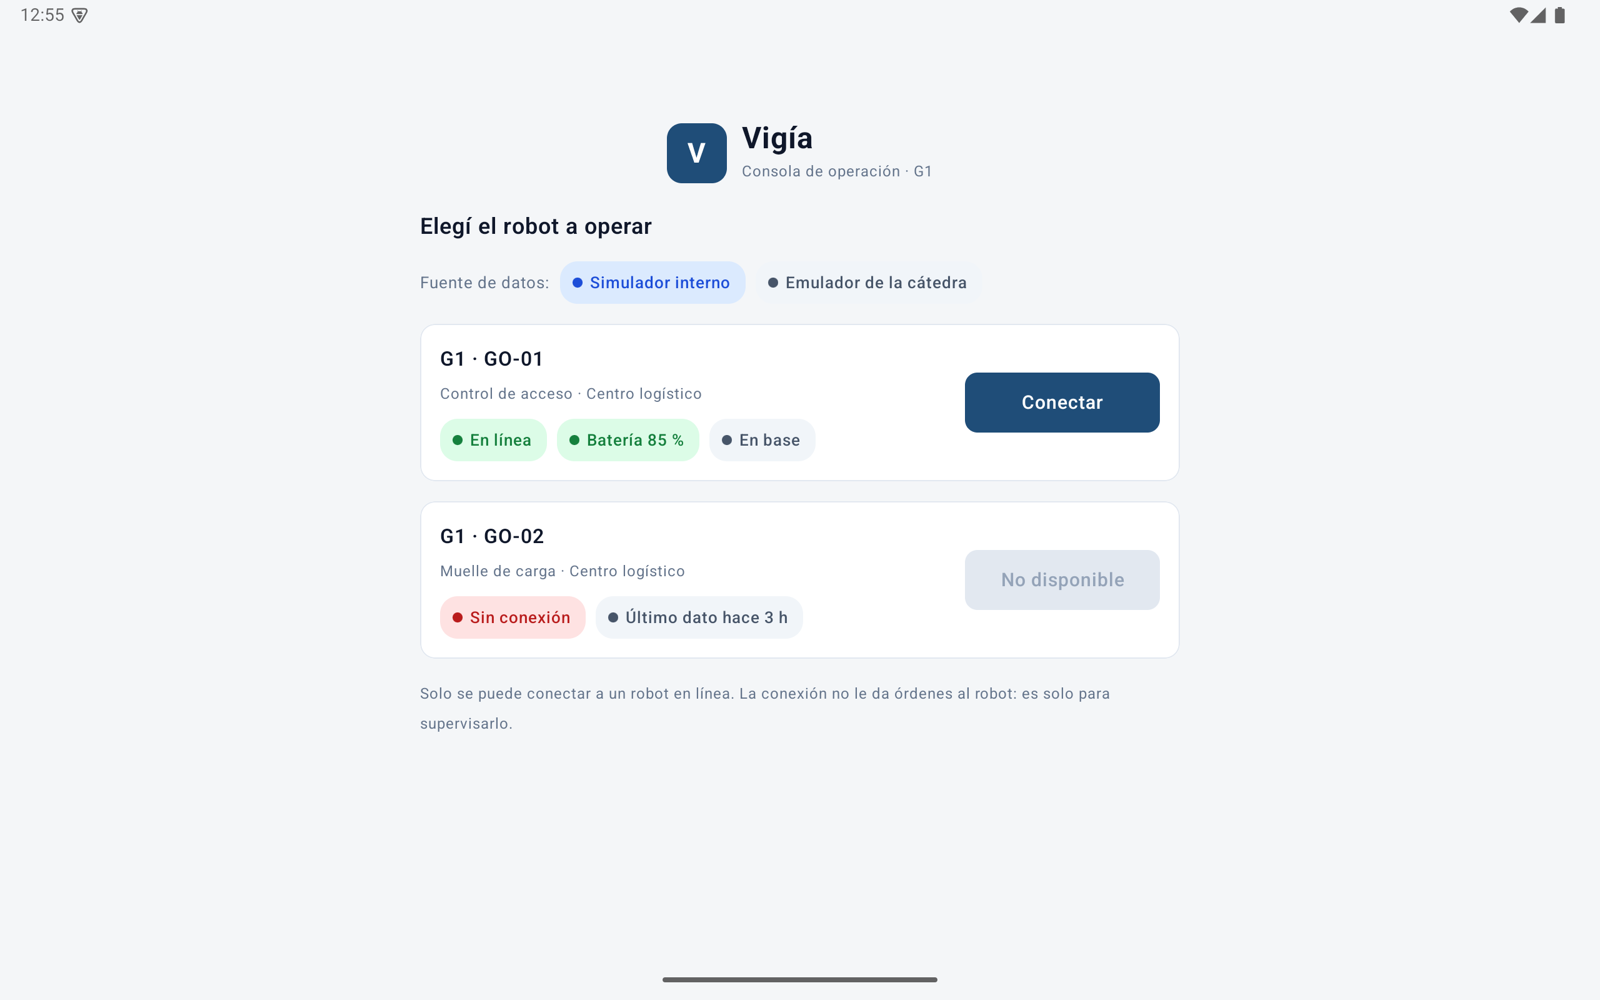 12:55
V
Vigía
Consola de operación · G1
Elegí el robot a operar
Fuente de datos: Simulador interno Emulador de la cátedra
G1 · GO-01
Control de acceso · Centro logístico
Conectar
En línea Batería 85 % En base
G1 · GO-02
Muelle de carga · Centro logístico
No disponible
Sin conexión Último dato hace 3 h
Solo se puede conectar a un robot en línea. La conexión no le da órdenes al robot: es solo para
supervisarlo.